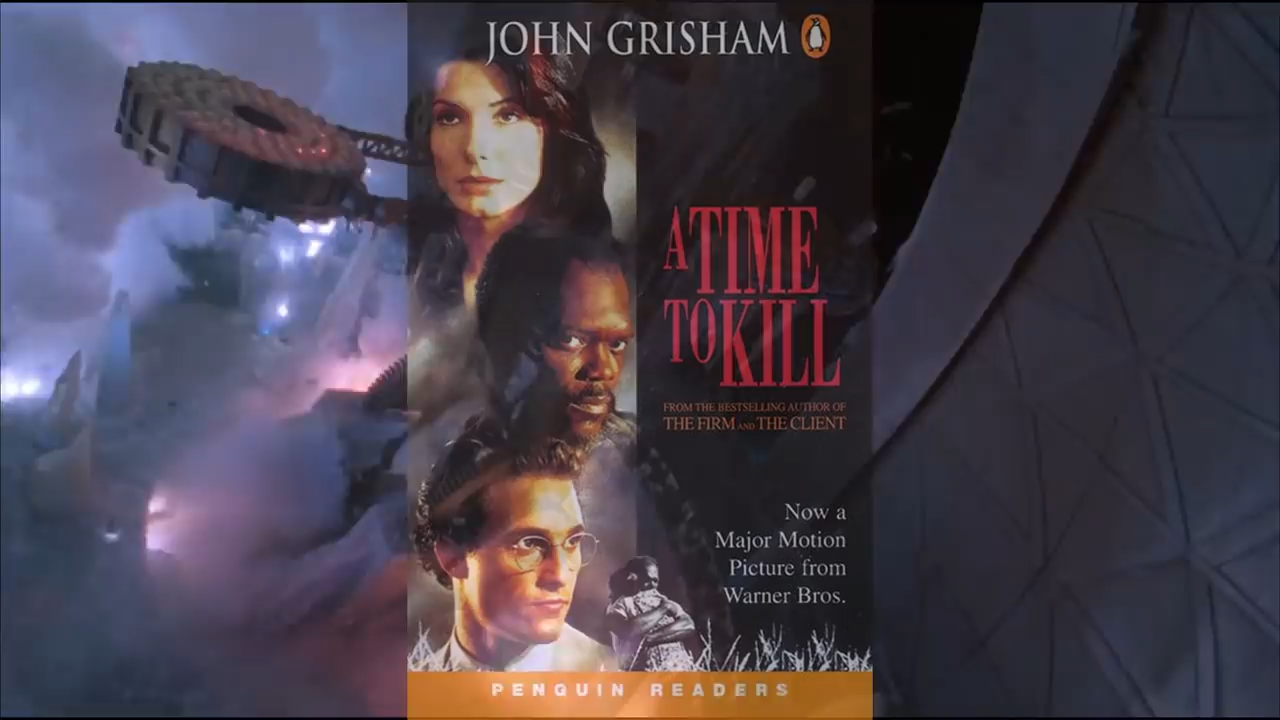 JOHN GRISHAM
A TIME
TO KILL
FROM THE BESTSELLING AUTHOR OF
THE FIRM AND THE CLIENT
Now a
Major Motion
Picture from
Warner Bros.
PENGUIN READERS